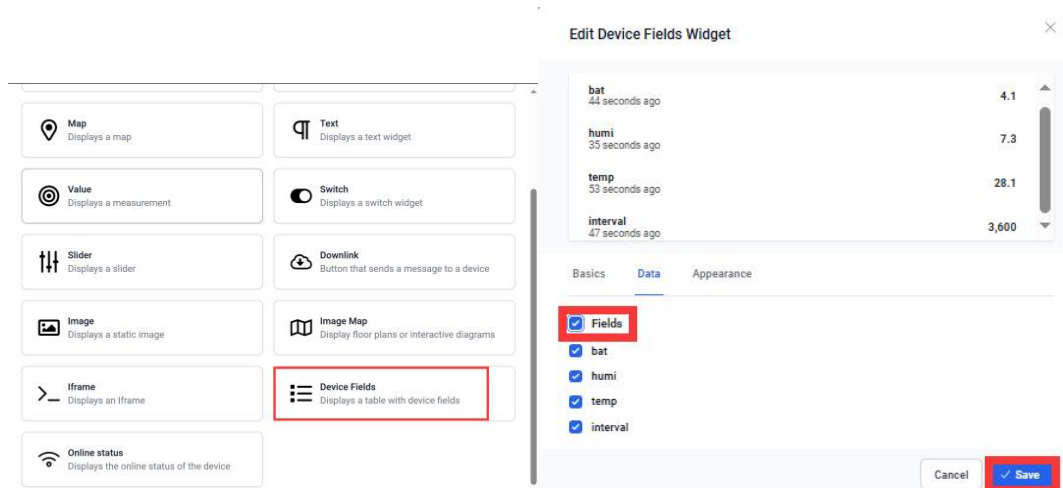 Map
Displays a map
Text
Displays a text widget
Value
Displays a measurement
Switch
Displays a switch widget
Slider
Displays a slider
Downlink
Button that sends a message to a device
Image
Displays a static image
Image Map
Display floor plans or interactive diagrams
Iframe
Displays an Iframe
Device Fields
Displays a table with device fields
Online status
Displays the online status of the device
Edit Device Fields Widget
bat
44 seconds ago
4.1
humi
35 seconds ago
7.3
temp
53 seconds ago
28.1
interval
47 seconds ago
3,600
Basics Data Appearance
Fields
bat
humi
temp
interval
Cancel Save